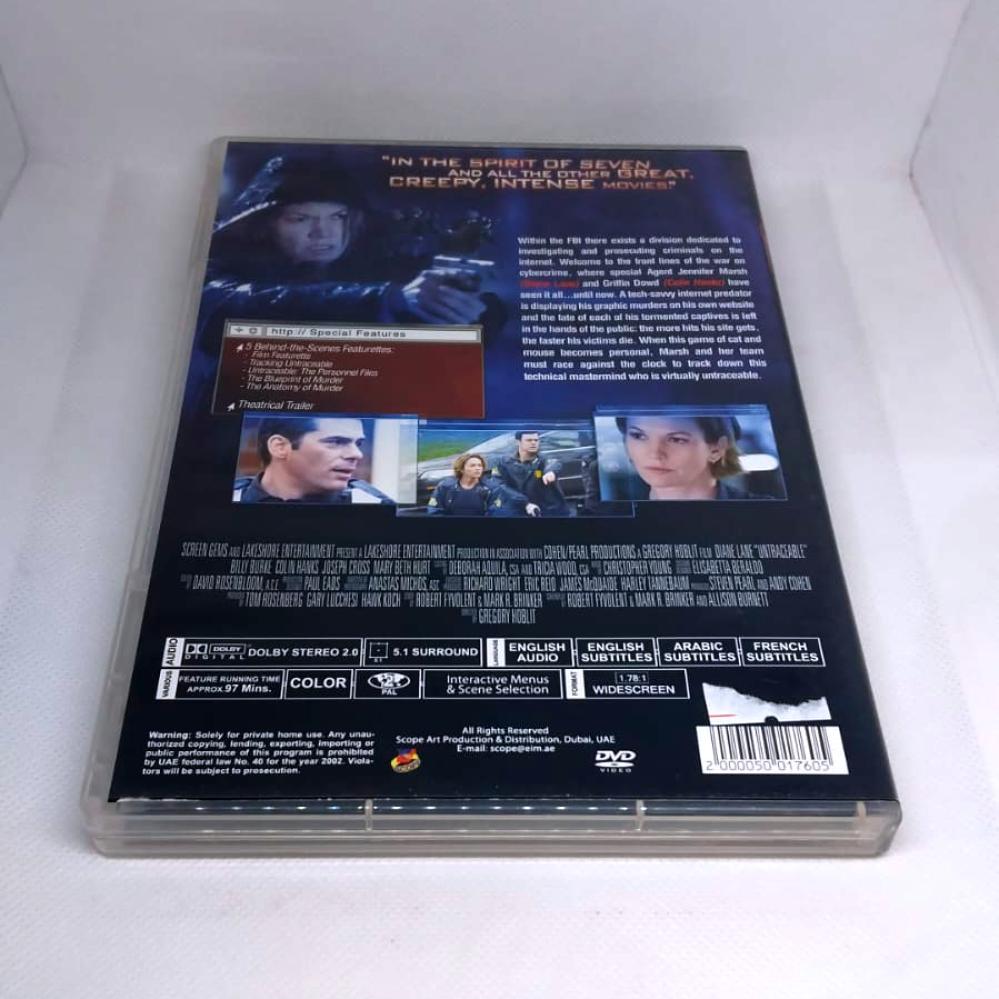 "IN THE SPIRIT OF SEVEN
AND ALL THE OTHER GREAT,
CREEPY, INTENSE MOVIES."
Within the FBI there exists a division dedicated to
investigating and prosecuting criminals on the
internet. Welcome to the front lines of the war on
cybercrime, where special Agent Jennifer Marsh
(Diane Lane) and Griffin Dowd (Colin Hanks) have
seen it all...until now. A tech-savvy internet predator
is displaying his graphic murders on his own website
and the fate of each of his tormented captives is left
in the hands of the public: the more hits his site gets,
the faster his victims die. When this game of cat and
mouse becomes personal, Marsh and her team
must race against the clock to track down this
technical mastermind who is virtually untraceable.
http:// Special Features
5 Behind-the-Scenes Featurettes:
- Film Featurette
- Tracking Untraceable
- Untraceable: The Personnel Files
- The Blueprint of Murder
- The Anatomy of Murder
Theatrical Trailer
SCREEN GEMS AND LAKESHORE ENTERTAINMENT PRESENT A LAKESHORE ENTERTAINMENT PRODUCTION IN ASSOCIATION WITH COHEN/PEARL PRODUCTIONS A GREGORY HOBLIT FILM DIANE LANE "UNTRACEABLE"
BILLY BURKE COLIN HANKS JOSEPH CROSS MARY BETH HURT DEBORAH AQUILA, CSA AND TRICIA WOOD, CSA CHRISTOPHER YOUNG ELISABETTA BERALDO
DAVID ROSENBLOOM, A.C.E. PAUL EADS ANASTAS MICHOS, ASC RICHARD WRIGHT ERIC REID JAMES McQUAIDE HARLEY TANNEBAUM STEVEN PEARL AND ANDY COHEN
TOM ROSENBERG GARY LUCCHESI HAWK KOCH ROBERT FYVOLENT & MARK R. BRINKER ROBERT FYVOLENT & MARK R. BRINKER AND ALLISON BURNETT
GREGORY HOBLIT
AUDIO DOLBY DIGITAL DOLBY STEREO 2.0 5.1 5.1 SURROUND LANGUAGE ENGLISH AUDIO ENGLISH SUBTITLES ARABIC SUBTITLES FRENCH SUBTITLES
VARIOUS FEATURE RUNNING TIME APPROX. 97 Mins. COLOR 2 PAL Interactive Menus & Scene Selection FORMAT 1.78:1 WIDESCREEN
Warning: Solely for private home use. Any unau-
thorized copying, lending, exporting, importing or
public performance of this program is prohibited
by UAE federal law No. 40 for the year 2002. Viola-
tors will be subject to prosecution.
All Rights Reserved
Scope Art Production & Distribution, Dubai, UAE
E-mail: scope@eim.ae
DVD
VIDEO
2 000050 017605